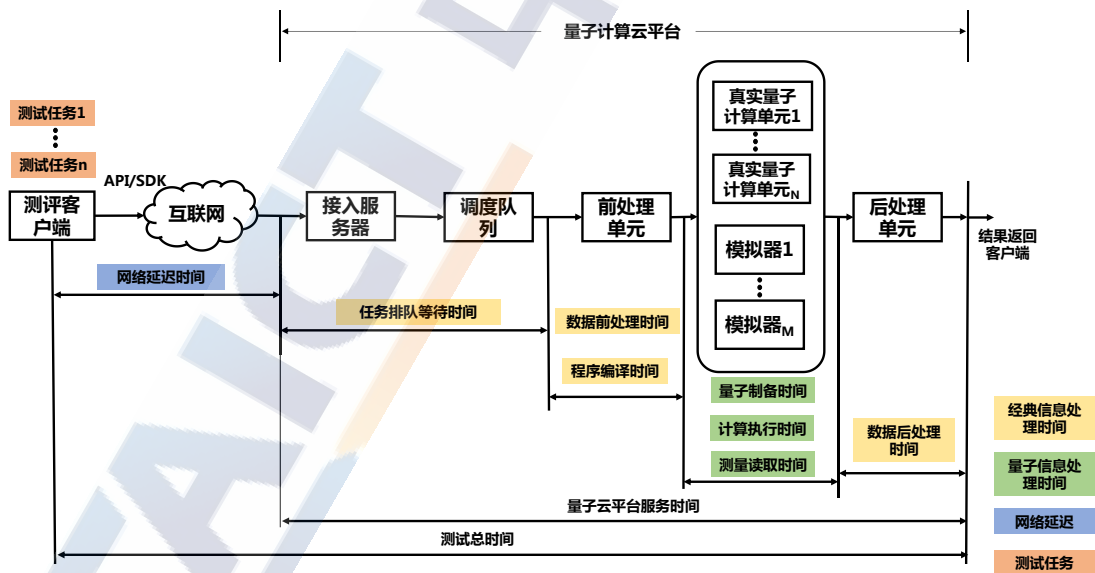 量子计算云平台
测试任务1
测试任务n
API/SDK
测评客
户端
互联网
接入服
务器
调度队
列
前处理
单元
真实量子
计算单元1
真实量子
计算单元N
模拟器1
模拟器M
后处理
单元
结果返回
客户端
网络延迟时间
任务排队等待时间
数据前处理时间
程序编译时间
量子制备时间
计算执行时间
测量读取时间
数据后处理
时间
量子云平台服务时间
测试总时间
经典信息处
理时间
量子信息处
理时间
网络延迟
测试任务
CAICT